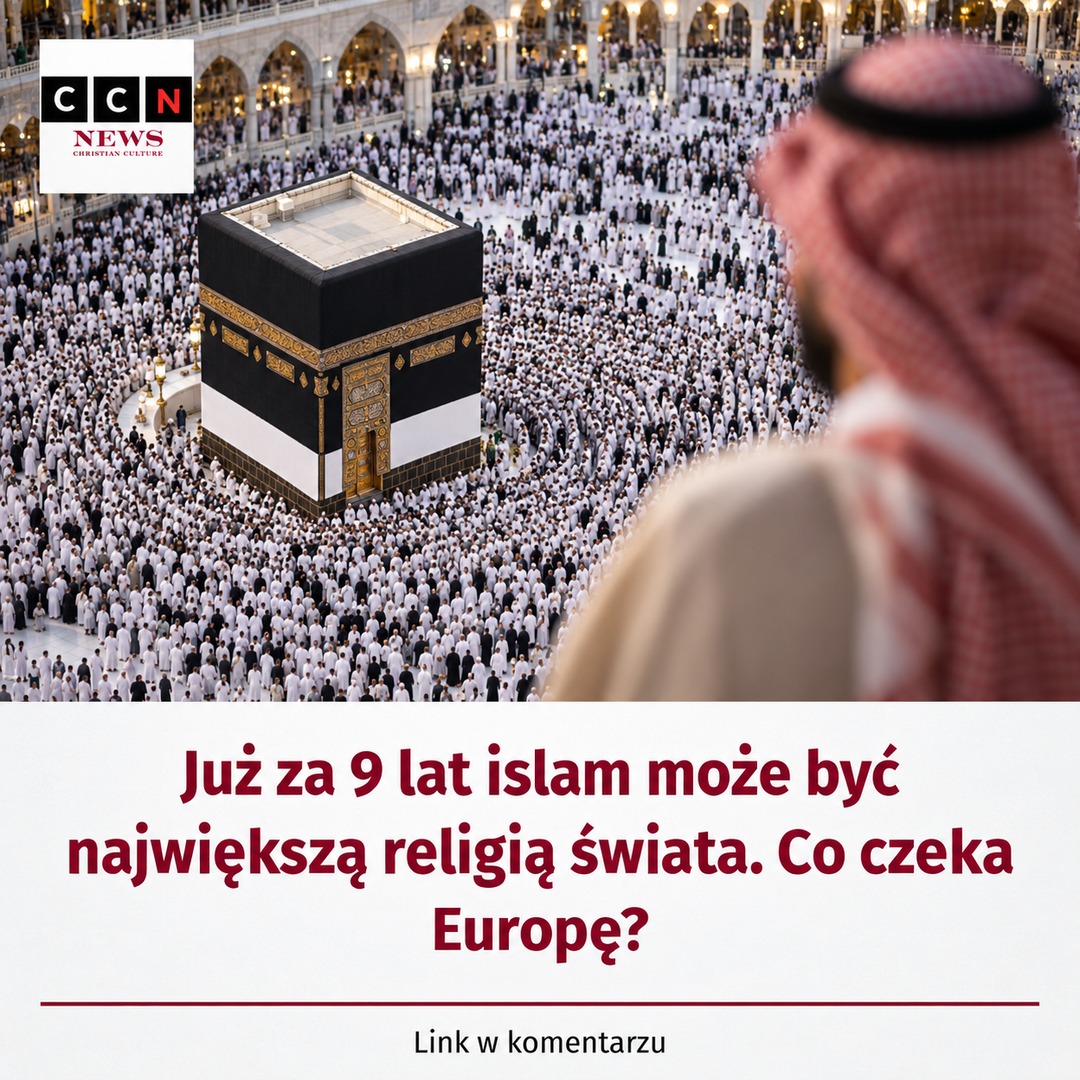 CCN
NEWS
CHRISTIAN CULTURE
Już za 9 lat islam może być
największą religią świata. Co czeka
Europę?
Link w komentarzu